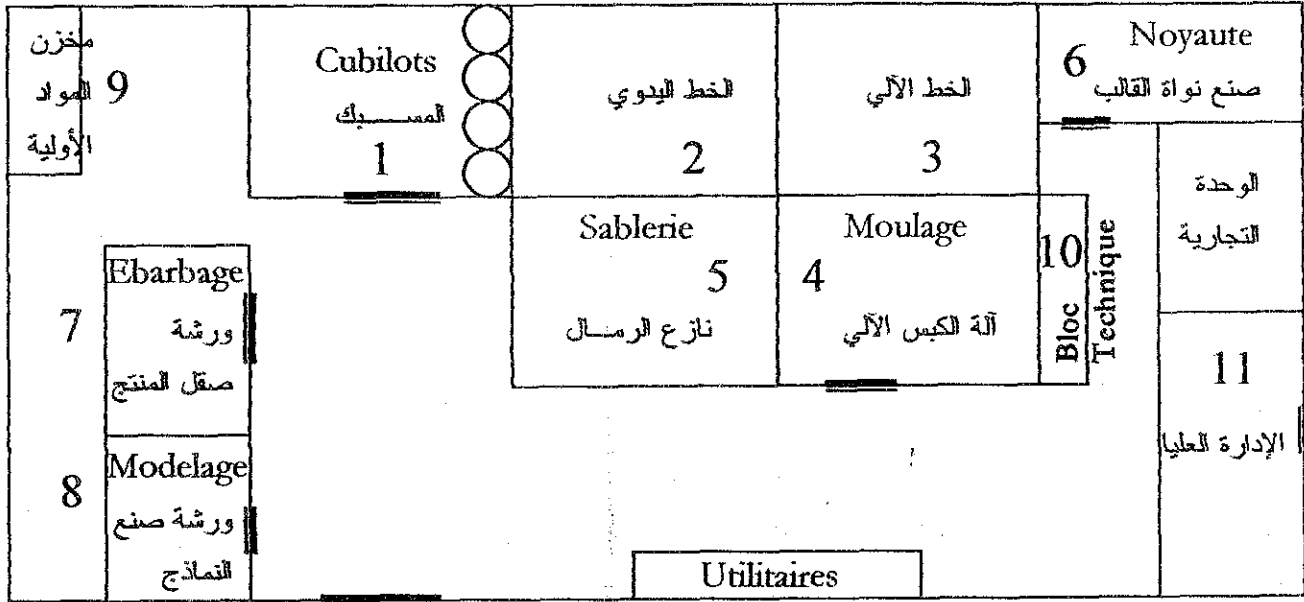 مخزن
المواد
الأولية
9
Cubilots
المســـبك
1
الخط اليدوي
2
الخط الآلي
3
6
Noyaute
صنع نواة القالب
الوحدة
التجارية
Sablerie
5
نازع الرمــال
Moulage
4
آلة الكبس الآلي
10
Bloc
Technique
Ebarbage
7
ورشة
صقل المنتج
11
الإدارة العليا
Modelage
8
ورشة صنع
النماذج
Utilitaires